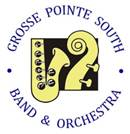 GROSSE POINTE SOUTH
BAND & ORCHESTRA